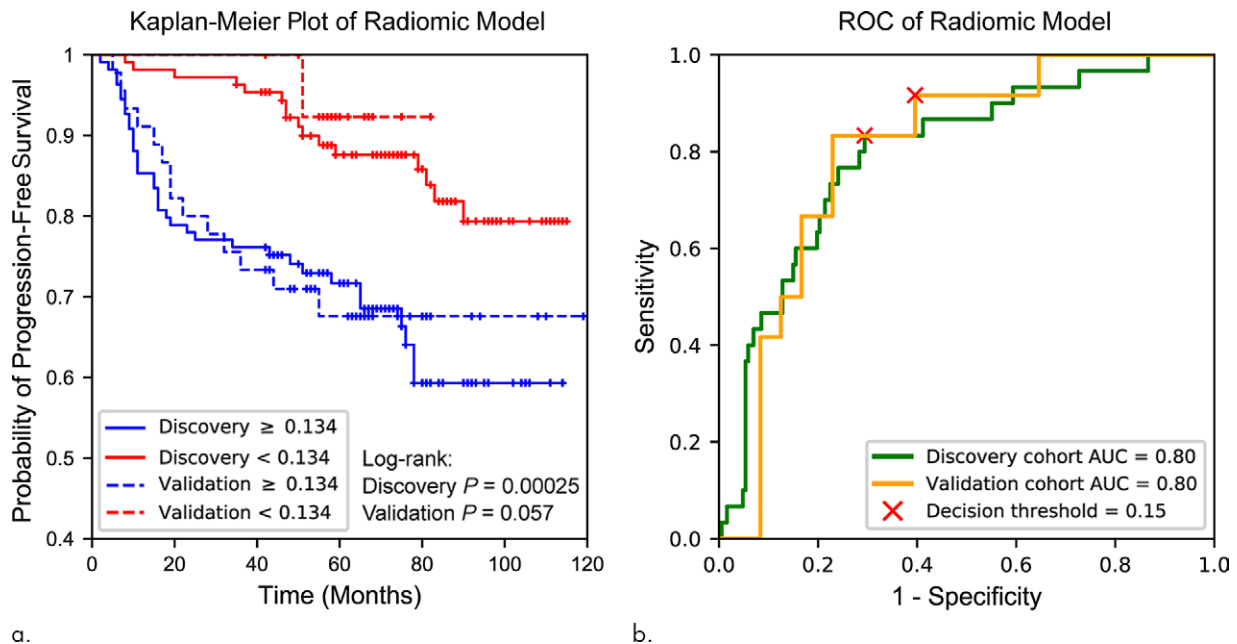 Kaplan-Meier Plot of Radiomic Model
Probability of Progression-Free Survival
1
0.9
0.8
0.7
0.6
0.5
0.4
Discovery ≥ 0.134
Discovery < 0.134
Validation ≥ 0.134
Validation < 0.134
Log-rank:
Discovery P = 0.00025
Validation P = 0.057
0 20 40 60 80 100 120
Time (Months)
a.
ROC of Radiomic Model
Sensitivity
1.0
0.8
0.6
0.4
0.2
0.0
Discovery cohort AUC = 0.80
Validation cohort AUC = 0.80
Decision threshold = 0.15
0.0 0.2 0.4 0.6 0.8 1.0
1 - Specificity
b.